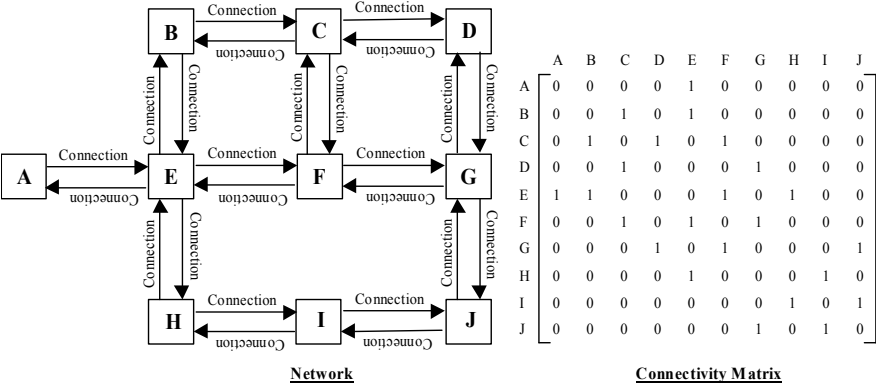 Connection Connection
B C D
Connection Connection
Connection Connection Connection Connection Connection Connection
Connection Connection Connection
A E F G
Connection Connection Connection
Connection Connection Connection Connection
Connection Connection
H I J
Connection Connection
Network
A B C D E F G H I J
A 0 0 0 0 1 0 0 0 0 0
B 0 0 1 0 1 0 0 0 0 0
C 0 1 0 1 0 1 0 0 0 0
D 0 0 1 0 0 0 1 0 0 0
E 1 1 0 0 0 1 0 1 0 0
F 0 0 1 0 1 0 1 0 0 0
G 0 0 0 1 0 1 0 0 0 1
H 0 0 0 0 1 0 0 0 1 0
I 0 0 0 0 0 0 0 1 0 1
J 0 0 0 0 0 0 1 0 1 0
Connectivity Matrix